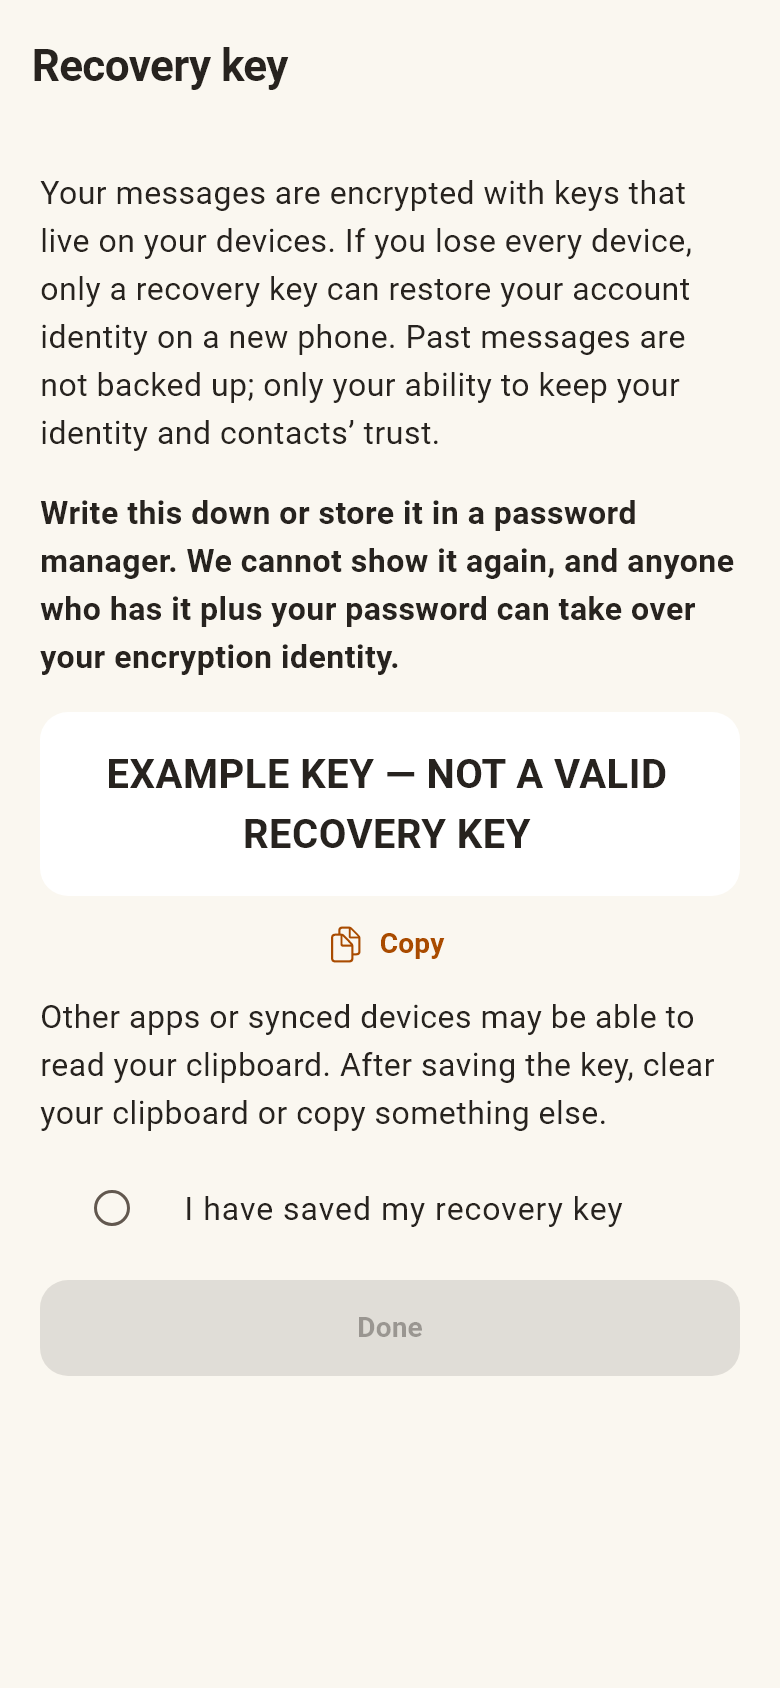 Recovery key
Your messages are encrypted with keys that
live on your devices. If you lose every device,
only a recovery key can restore your account
identity on a new phone. Past messages are
not backed up; only your ability to keep your
identity and contacts’ trust.
Write this down or store it in a password
manager. We cannot show it again, and anyone
who has it plus your password can take over
your encryption identity.
EXAMPLE KEY — NOT A VALID
RECOVERY KEY
Copy
Other apps or synced devices may be able to
read your clipboard. After saving the key, clear
your clipboard or copy something else.
I have saved my recovery key
Done